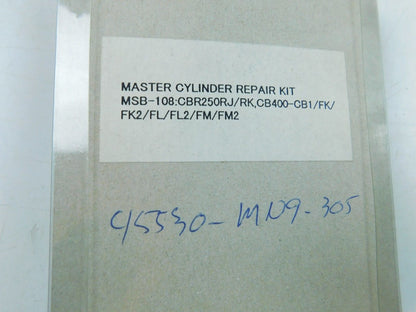 MASTER CYLINDER REPAIR KIT
MSB-108:CBR250RJ/RK,CB400-CB1/FK/
FK2/FL/FL2/FM/FM2
45530-MN9-305